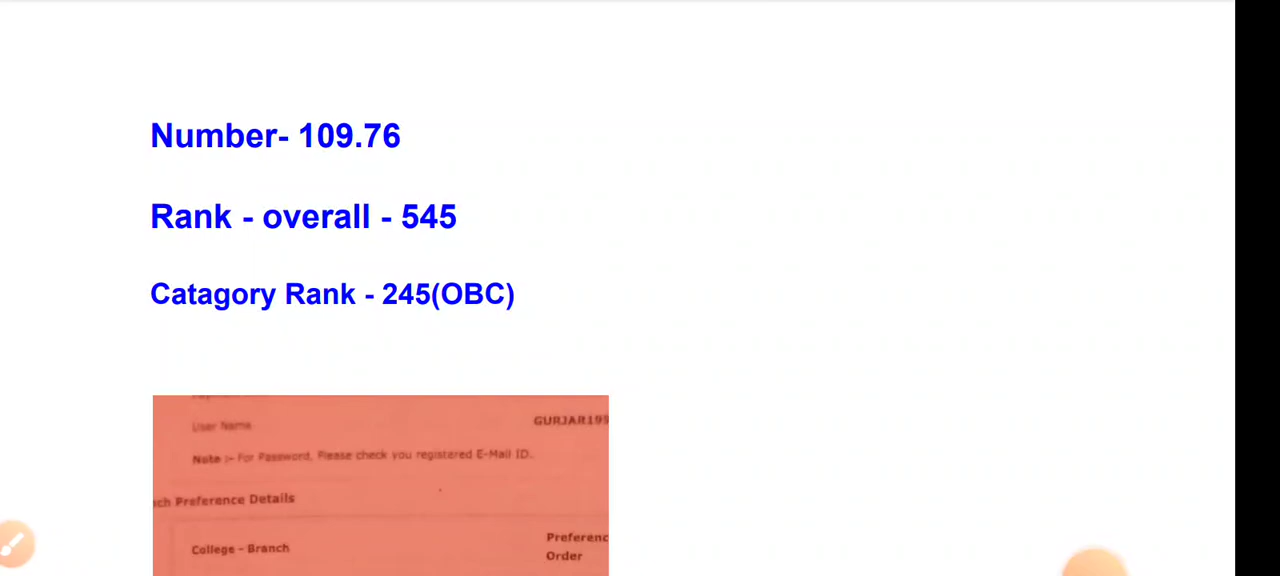 Number- 109.76
Rank - overall - 545
Catagory Rank - 245(OBC)
User Name GURJAR199
Note :- For Password, Please check you registered E-Mail ID.
ch Preference Details
College - Branch Preferenc
Order